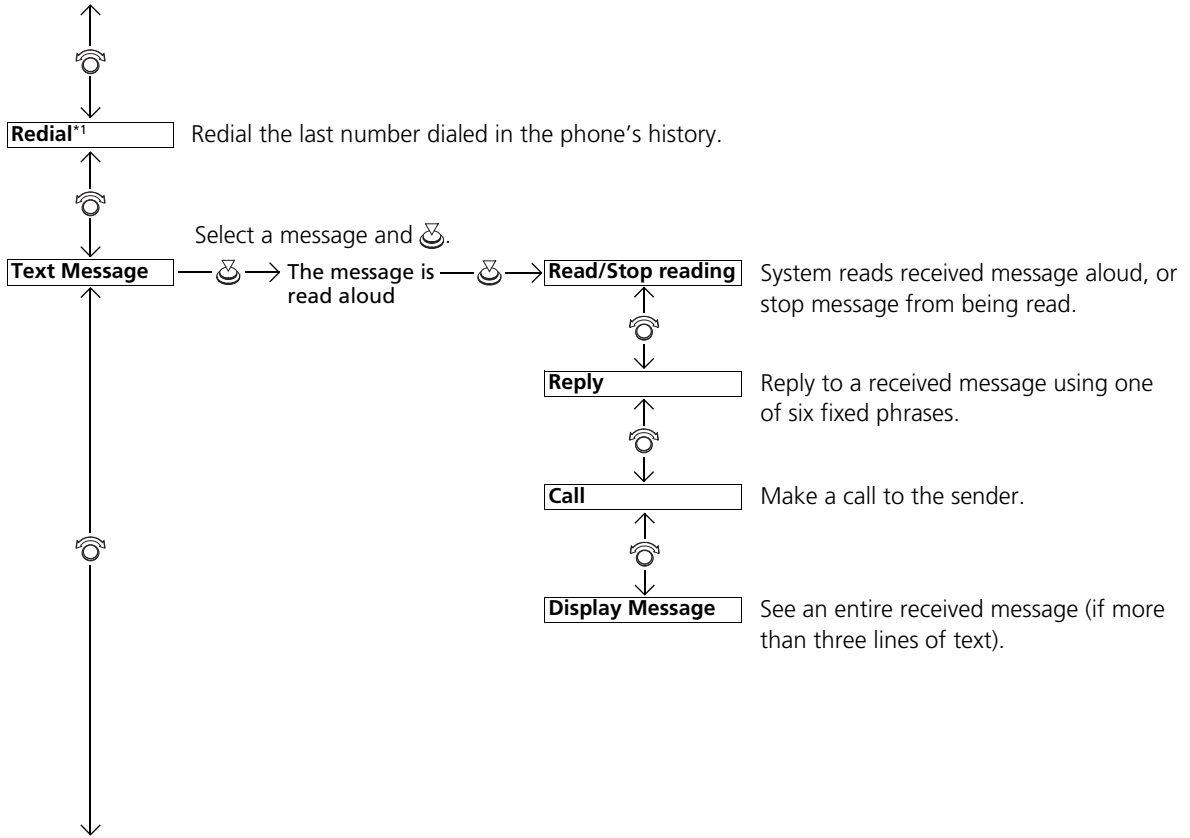 Redial*1
Redial the last number dialed in the phone's history.
Select a message and .
Text Message
The message is
read aloud
Read/Stop reading
System reads received message aloud, or
stop message from being read.
Reply
Reply to a received message using one
of six fixed phrases.
Call
Make a call to the sender.
Display Message
See an entire received message (if more
than three lines of text).